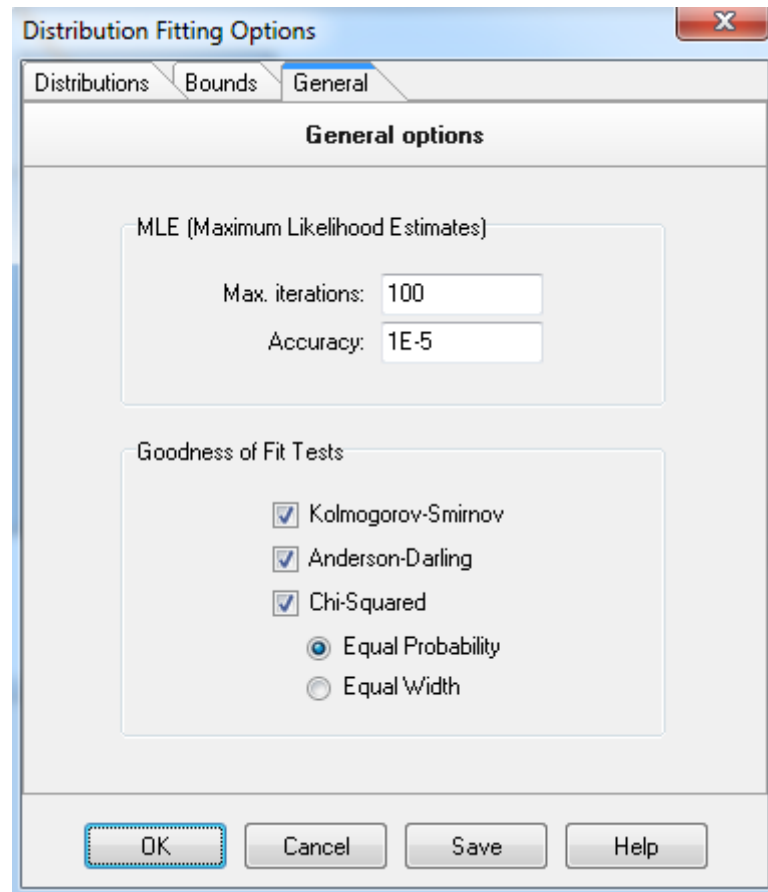 Distribution Fitting Options
Distributions Bounds General
General options
MLE (Maximum Likelihood Estimates)
Max. iterations: 100
Accuracy: 1E-5
Goodness of Fit Tests
Kolmogorov-Smirnov
Anderson-Darling
Chi-Squared
Equal Probability
Equal Width
OK Cancel Save Help